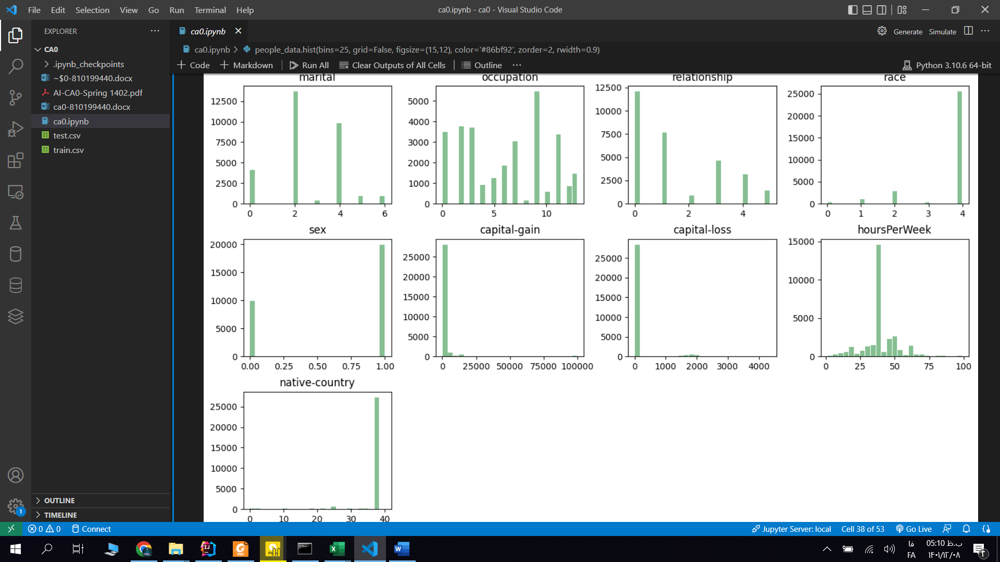 File Edit Selection View Go Run Terminal Help
ca0.ipynb - ca0 - Visual Studio Code
EXPLORER
ca0.ipynb
Generate Simulate
CA0
.ipynb_checkpoints
~$0-810199440.docx
AI-CA0-Spring 1402.pdf
ca0-810199440.docx
ca0.ipynb
test.csv
train.csv
OUTLINE
TIMELINE
1
ca0.ipynb > people_data.hist(bins=25, grid=False, figsize=(15,12), color='#86bf92', zorder=2, rwidth=0.9)
+ Code + Markdown Run All Clear Outputs of All Cells Outline ...
Python 3.10.6 64-bit
marital
12500
10000
7500
5000
2500
0
0 2 4 6
occupation
5000
4000
3000
2000
1000
0
0 5 10
relationship
12500
10000
7500
5000
2500
0
0 2 4
race
25000
20000
15000
10000
5000
0
0 1 2 3 4
sex
20000
15000
10000
5000
0
0.00 0.25 0.50 0.75 1.00
capital-gain
25000
20000
15000
10000
5000
0
0 25000 50000 75000 100000
capital-loss
25000
20000
15000
10000
5000
0
0 1000 2000 3000 4000
hoursPerWeek
15000
10000
5000
0
0 25 50 75 100
native-country
25000
20000
15000
10000
5000
0
0 10 20 30 40
0 0 Connect
Jupyter Server: local Cell 38 of 53 Go Live
فا
FA
05:10 ب.ظ
۱۴۰۱/۱۲/۰۸
۲